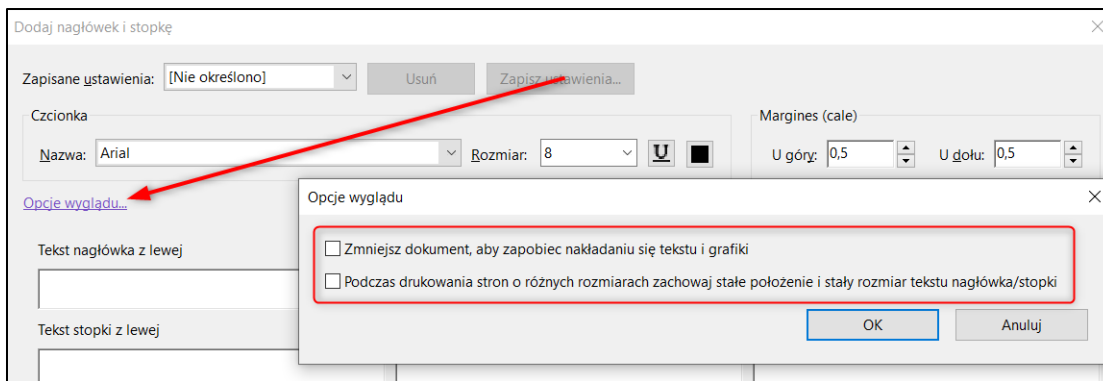 Dodaj nagłówek i stopkę
Zapisane ustawienia: [Nie określono] Usuń Zapisz ustawienia...
Czcionka
Nazwa: Arial Rozmiar: 8 U
Margines (cale)
U góry: 0,5 U dołu: 0,5
Opcje wyglądu...
Tekst nagłówka z lewej
Tekst stopki z lewej
Opcje wyglądu
Zmniejsz dokument, aby zapobiec nakładaniu się tekstu i grafiki
Podczas drukowania stron o różnych rozmiarach zachowaj stałe położenie i stały rozmiar tekstu nagłówka/stopki
OK Anuluj